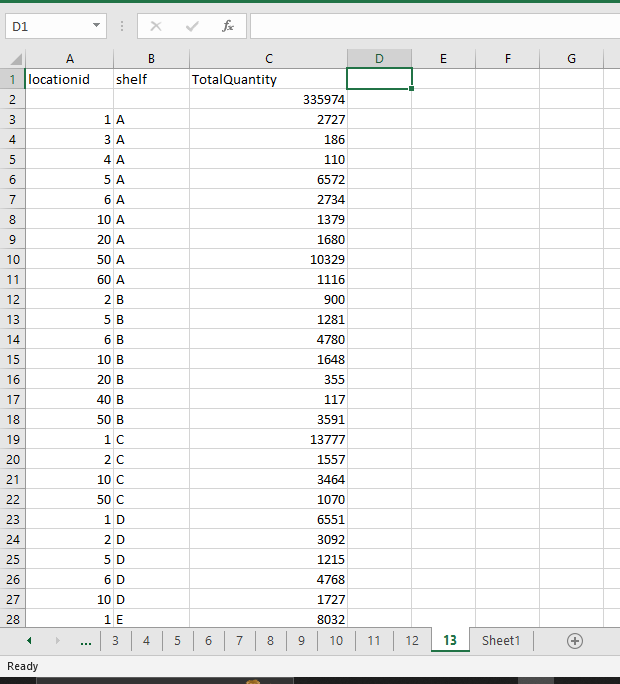 D1 fx
A B C D E F G
1 locationid shelf TotalQuantity
2 335974
3 1 A 2727
4 3 A 186
5 4 A 110
6 5 A 6572
7 6 A 2734
8 10 A 1379
9 20 A 1680
10 50 A 10329
11 60 A 1116
12 2 B 900
13 5 B 1281
14 6 B 4780
15 10 B 1648
16 20 B 355
17 40 B 117
18 50 B 3591
19 1 C 13777
20 2 C 1557
21 10 C 3464
22 50 C 1070
23 1 D 6551
24 2 D 3092
25 5 D 1215
26 6 D 4768
27 10 D 1727
28 1 E 8032
... 3 4 5 6 7 8 9 10 11 12 13 Sheet1
Ready